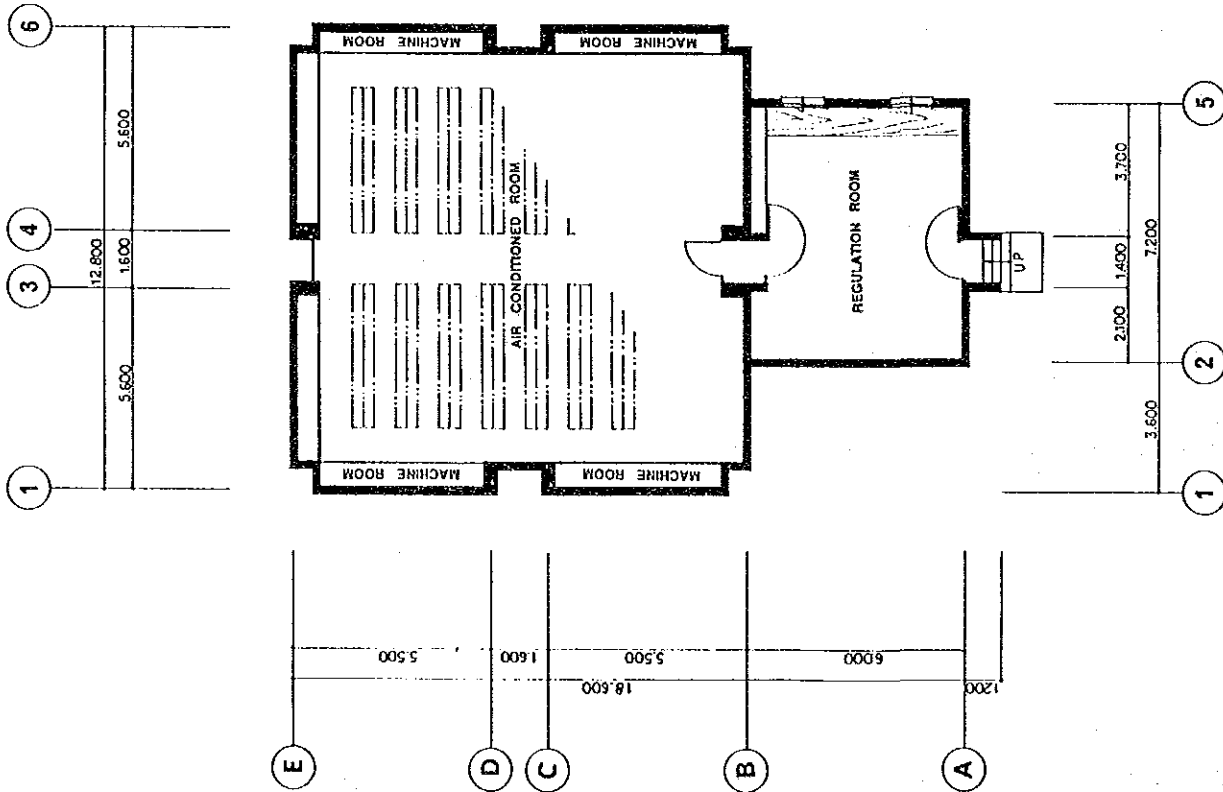 6
5.600
4
12.800
1.600
3
5.600
1
MACHINE ROOM
MACHINE ROOM
AIR CONDITIONED ROOM
MACHINE ROOM
MACHINE ROOM
REGULATION ROOM
UP
5
3.700
7.200
1.400
2.100
2
3.600
1
5.500
1.600
5.500
6.000
18.600
1200
E
D
C
B
A